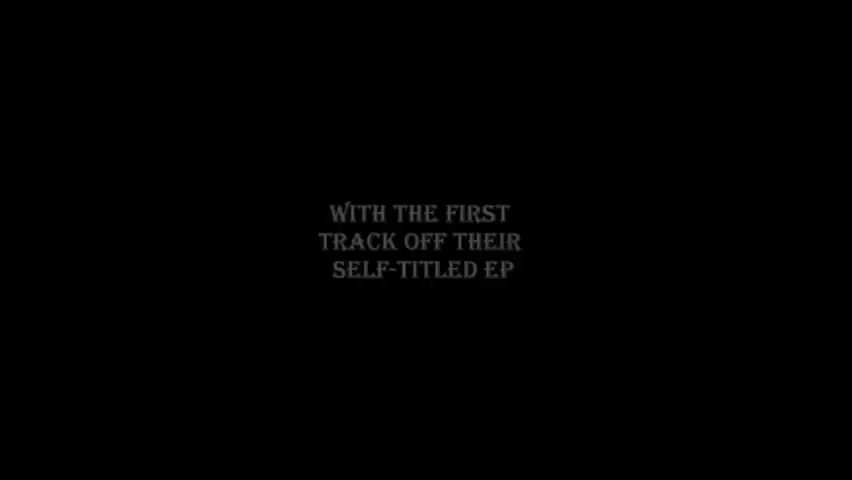 WITH THE FIRST
TRACK OFF THEIR
SELF-TITLED EP